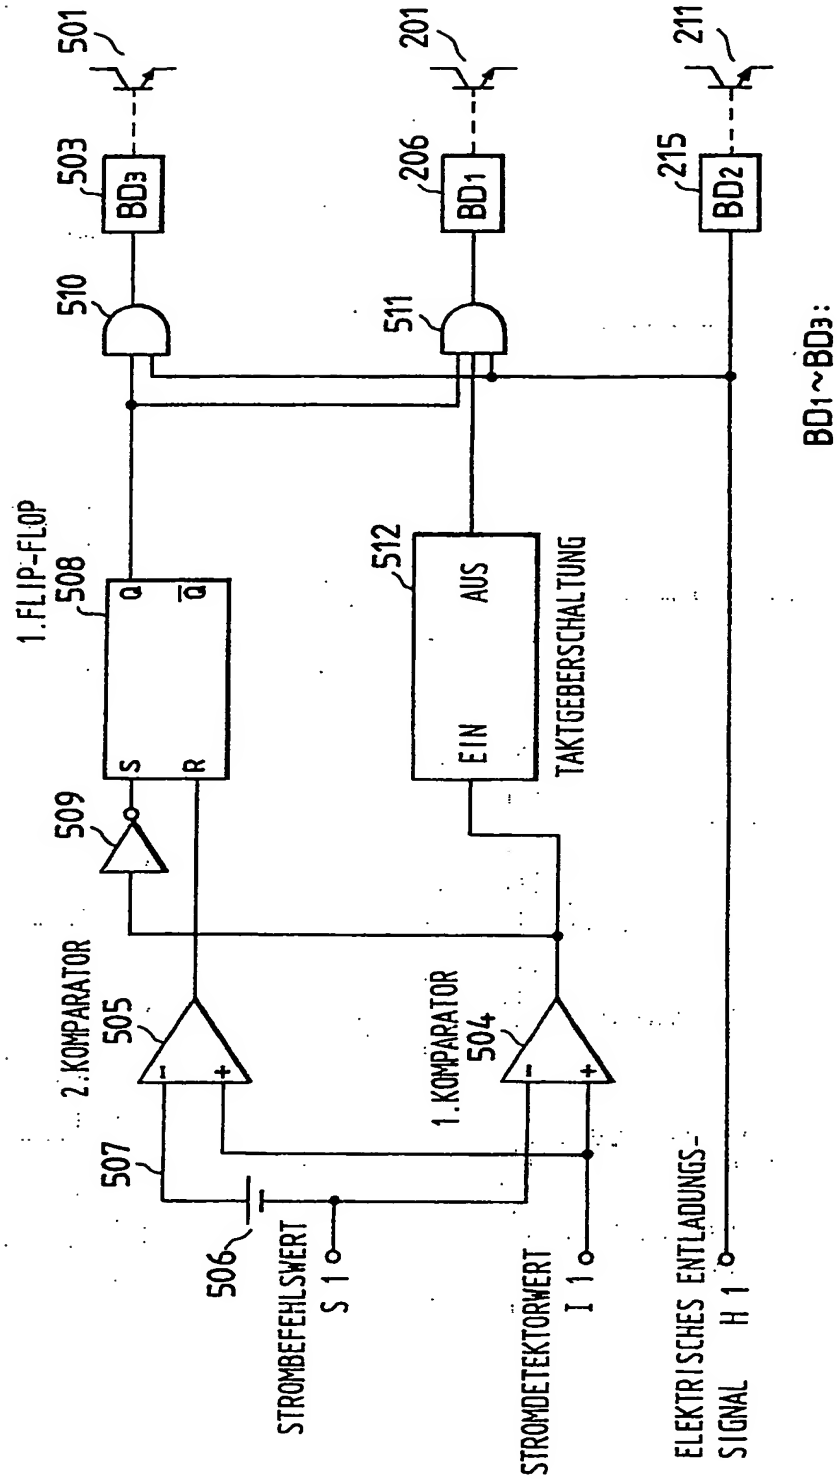 501
201
211
503
BD3
206
BD1
215
BD2
510
511
1.FLIP-FLOP
508
Q
Q̅
S
R
509
512
AUS
EIN
TAKTGEBERSCHALTUNG
2.KOMPARATOR
505
-
+
1.KOMPARATOR
504
-
+
507
506
STROMBEFEHLSWERT
S 1
STROMDETEKTORWERT
I 1
ELEKTRISCHES ENTLADUNGS-
SIGNAL H 1
BD1~BD3: